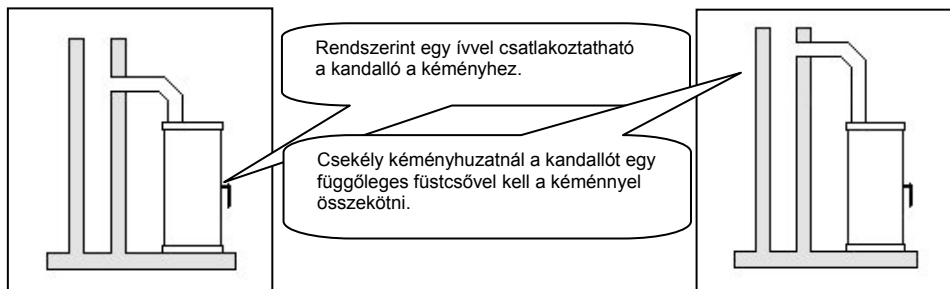 Rendszerint egy ívvel csatlakoztatható
a kandalló a kéményhez.
Csekély kéményhuzatnál a kandallót egy
függőleges füstcsővel kell a kéménnyel
összekötni.